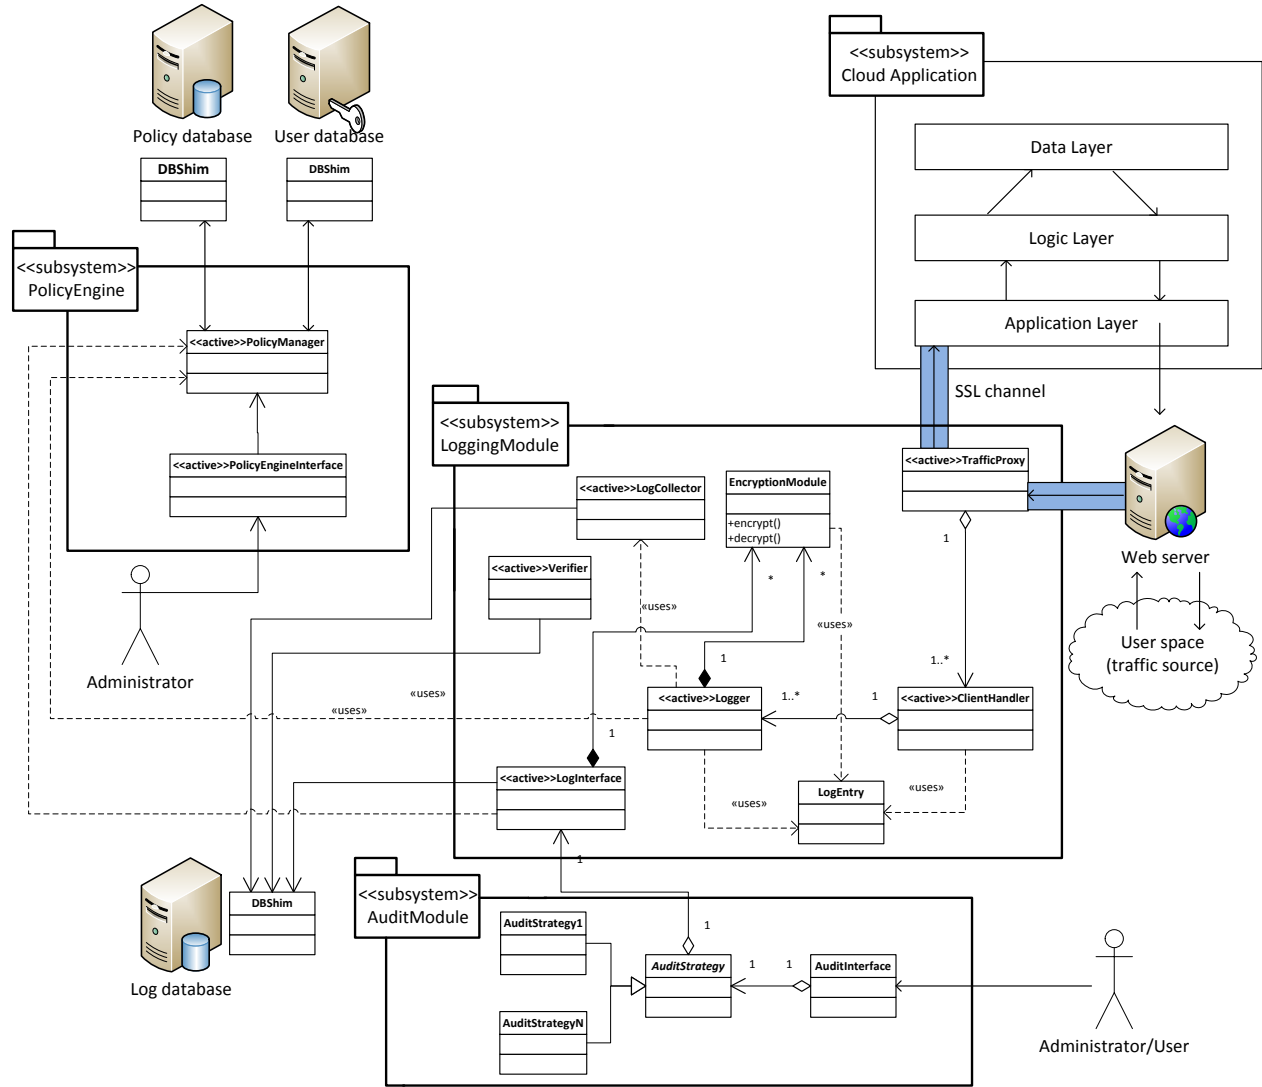 Policy database
User database
DBShim
DBShim
<<subsystem>>
PolicyEngine
<<active>>PolicyManager
<<active>>PolicyEngineInterface
Administrator
<<subsystem>>
Cloud Application
Data Layer
Logic Layer
Application Layer
SSL channel
<<subsystem>>
LoggingModule
<<active>>TrafficProxy
<<active>>LogCollector
EncryptionModule
+encrypt()
+decrypt()
<<active>>Verifier
1
*
*
Web server
«uses»
«uses»
User space
(traffic source)
1
1..*
«uses»
«uses»
<<active>>Logger
1..*
1
<<active>>ClientHandler
1
<<active>>LogInterface
LogEntry
«uses»
«uses»
1
<<subsystem>>
AuditModule
DBShim
Log database
AuditStrategy1
1
AuditStrategy
1
1
AuditInterface
AuditStrategyN
Administrator/User